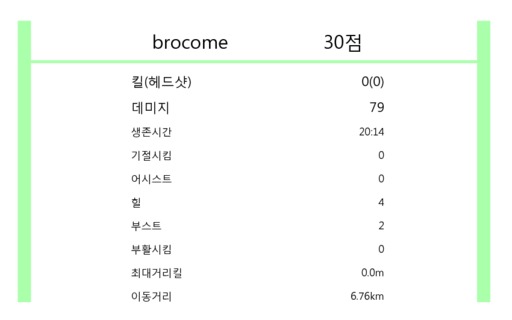 brocome 30점
킬(헤드샷) 0(0)
데미지 79
생존시간 20:14
기절시킴 0
어시스트 0
힐 4
부스트 2
부활시킴 0
최대거리킬 0.0m
이동거리 6.76km